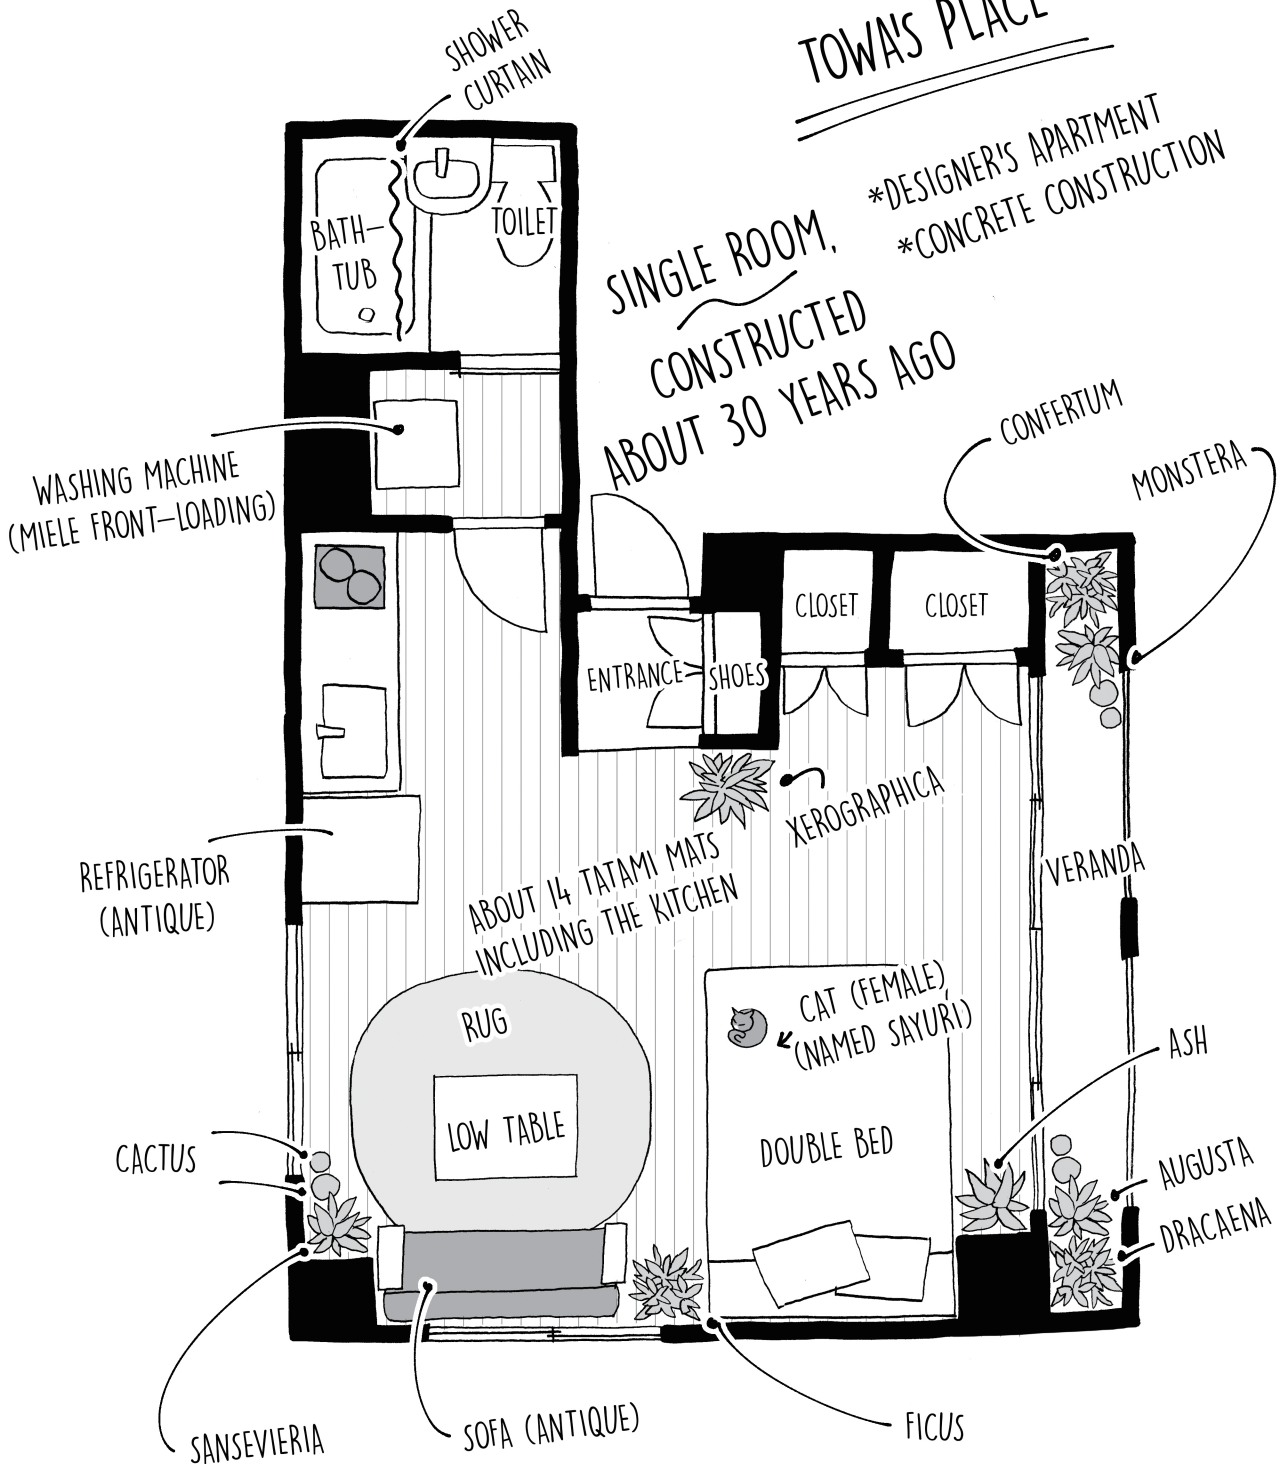 TOWA'S PLACE
*DESIGNER'S APARTMENT
*CONCRETE CONSTRUCTION
SINGLE ROOM,
CONSTRUCTED
ABOUT 30 YEARS AGO
SHOWER
CURTAIN
BATH-
TUB
TOILET
WASHING MACHINE
(MIELE FRONT-LOADING)
CONFERTUM
MONSTERA
CLOSET
CLOSET
ENTRANCE
SHOES
XEROGRAPHICA
VERANDA
REFRIGERATOR
(ANTIQUE)
ABOUT 14 TATAMI MATS
INCLUDING THE KITCHEN
RUG
LOW TABLE
CAT (FEMALE)
(NAMED SAYURI)
DOUBLE BED
ASH
CACTUS
AUGUSTA
DRACAENA
SANSEVIERIA
SOFA (ANTIQUE)
FICUS